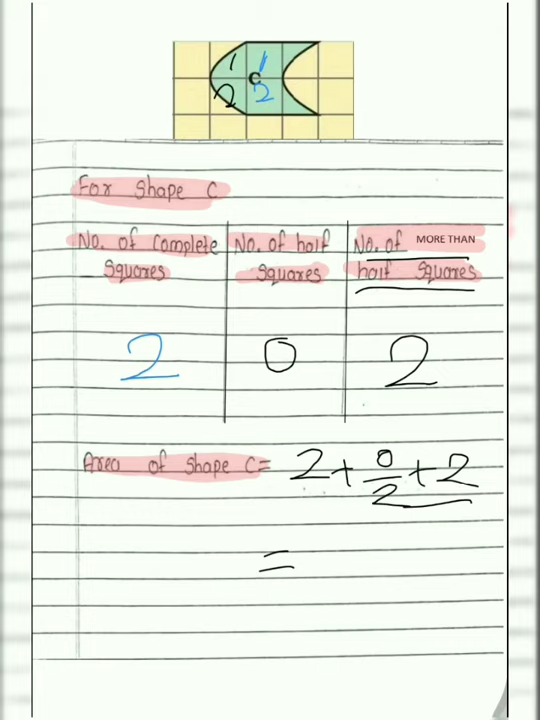 1 1
C
2 2
For shape C
No. of Complete Squares
No. of half Squares
No. of MORE THAN half Squares
2 0 2
Area of shape C = 2 + 0/2 + 2
=